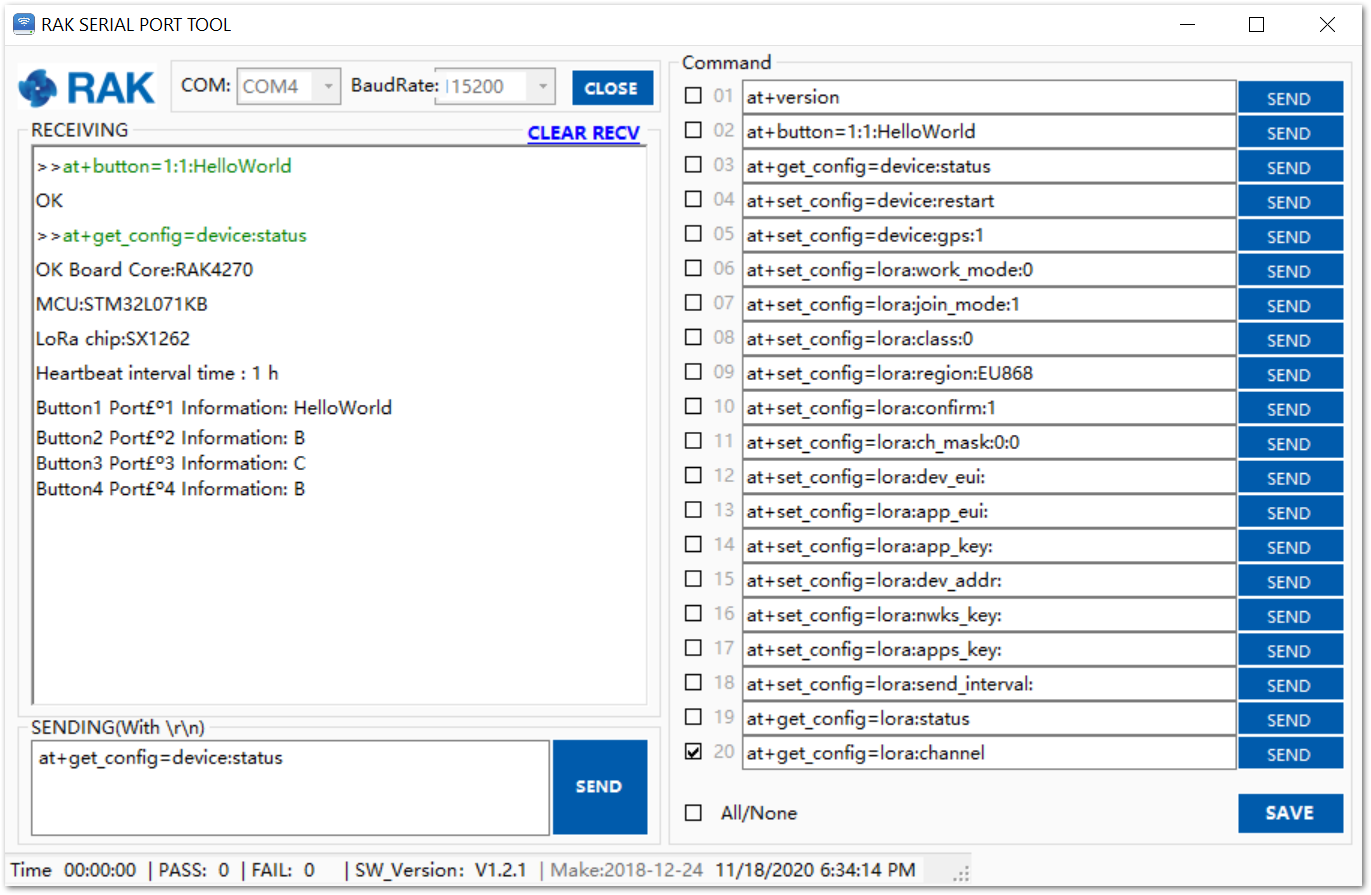 RAK SERIAL PORT TOOL
RAK
COM: COM4 BaudRate: 115200 CLOSE
RECEIVING
CLEAR RECV
>>at+button=1:1:HelloWorld
OK
>>at+get_config=device:status
OK Board Core:RAK4270
MCU:STM32L071KB
LoRa chip:SX1262
Heartbeat interval time : 1 h
Button1 Port£º1 Information: HelloWorld
Button2 Port£º2 Information: B
Button3 Port£º3 Information: C
Button4 Port£º4 Information: B
SENDING(With \r\n)
at+get_config=device:status
SEND
Command
01 at+version SEND
02 at+button=1:1:HelloWorld SEND
03 at+get_config=device:status SEND
04 at+set_config=device:restart SEND
05 at+set_config=device:gps:1 SEND
06 at+set_config=lora:work_mode:0 SEND
07 at+set_config=lora:join_mode:1 SEND
08 at+set_config=lora:class:0 SEND
09 at+set_config=lora:region:EU868 SEND
10 at+set_config=lora:confirm:1 SEND
11 at+set_config=lora:ch_mask:0:0 SEND
12 at+set_config=lora:dev_eui: SEND
13 at+set_config=lora:app_eui: SEND
14 at+set_config=lora:app_key: SEND
15 at+set_config=lora:dev_addr: SEND
16 at+set_config=lora:nwks_key: SEND
17 at+set_config=lora:apps_key: SEND
18 at+set_config=lora:send_interval: SEND
19 at+get_config=lora:status SEND
20 at+get_config=lora:channel SEND
All/None
SAVE
Time 00:00:00 | PASS: 0 | FAIL: 0 | SW_Version: V1.2.1 | Make:2018-12-24 11/18/2020 6:34:14 PM